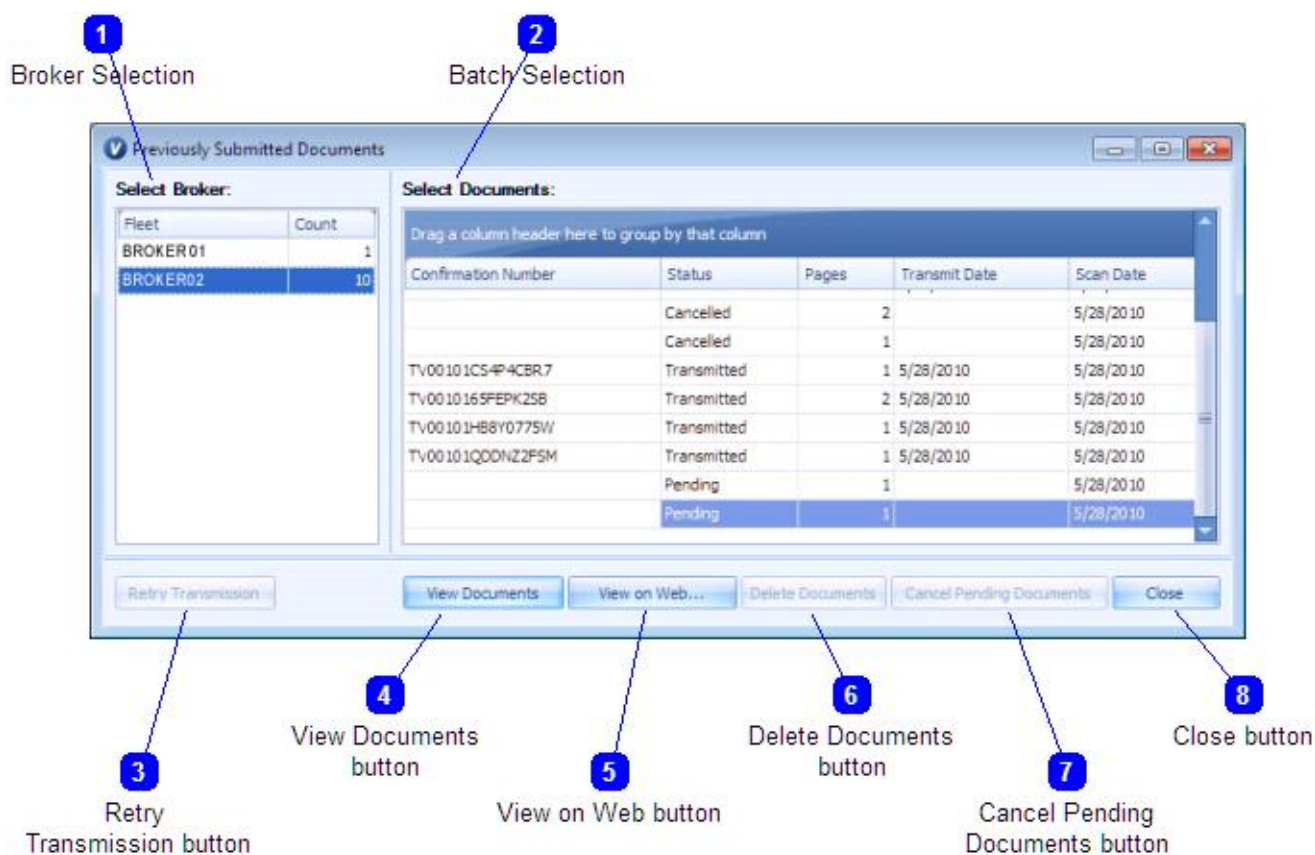 1
2
Broker Selection
Batch Selection
Previously Submitted Documents
Select Broker:
Select Documents:
Fleet Count
BROKER01 1
BROKER02 10
Drag a column header here to group by that column
Confirmation Number Status Pages Transmit Date Scan Date
Cancelled 2 5/28/2010
Cancelled 1 5/28/2010
TV00101CS4P4CBR7 Transmitted 1 5/28/2010 5/28/2010
TV0010165FEPK2SB Transmitted 2 5/28/2010 5/28/2010
TV00101HB8Y0775W Transmitted 1 5/28/2010 5/28/2010
TV00101QDDNZ2FSM Transmitted 1 5/28/2010 5/28/2010
Pending 1 5/28/2010
Pending 1 5/28/2010
Retry Transmission View Documents View on Web... Delete Documents Cancel Pending Documents Close
4
View Documents
button
6
Delete Documents
button
8
Close button
3
Retry
Transmission button
5
View on Web button
7
Cancel Pending
Documents button